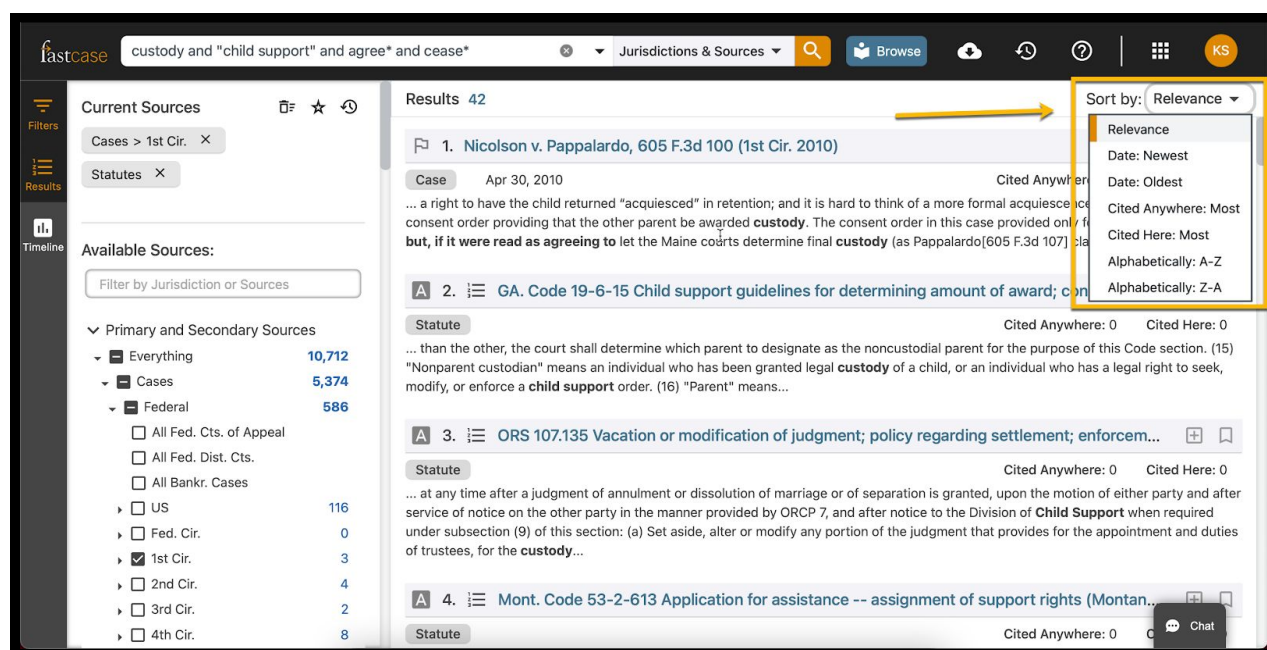 fastcase
custody and "child support" and agree* and cease*
Jurisdictions & Sources
Browse
KS
Filters
Results
Timeline
Current Sources
Cases > 1st Cir. X
Statutes X
Available Sources:
Filter by Jurisdiction or Sources
Primary and Secondary Sources
Everything 10,712
Cases 5,374
Federal 586
All Fed. Cts. of Appeal
All Fed. Dist. Cts.
All Bankr. Cases
US 116
Fed. Cir. 0
1st Cir. 3
2nd Cir. 4
3rd Cir. 2
4th Cir. 8
Results 42
Sort by: Relevance
Relevance
Date: Newest
Date: Oldest
Cited Anywhere: Most
Cited Here: Most
Alphabetically: A-Z
Alphabetically: Z-A
1. Nicolson v. Pappalardo, 605 F.3d 100 (1st Cir. 2010)
Case Apr 30, 2010 Cited Anywhere
... a right to have the child returned "acquiesced" in retention; and it is hard to think of a more formal acquiescence
consent order providing that the other parent be awarded custody. The consent order in this case provided only
but, if it were read as agreeing to let the Maine courts determine final custody (as Pappalardo[605 F.3d 107]
A 2. GA. Code 19-6-15 Child support guidelines for determining amount of award;
Statute Cited Anywhere: 0 Cited Here: 0
... than the other, the court shall determine which parent to designate as the noncustodial parent for the purpose of this Code section. (15)
"Nonparent custodian" means an individual who has been granted legal custody of a child, or an individual who has a legal right to seek,
modify, or enforce a child support order. (16) "Parent" means...
A 3. ORS 107.135 Vacation or modification of judgment; policy regarding settlement; enforcem...
Statute Cited Anywhere: 0 Cited Here: 0
... at any time after a judgment of annulment or dissolution of marriage or of separation is granted, upon the motion of either party and after
service of notice on the other party in the manner provided by ORCP 7, and after notice to the Division of Child Support when required
under subsection (9) of this section: (a) Set aside, alter or modify any portion of the judgment that provides for the appointment and duties
of trustees, for the custody...
A 4. Mont. Code 53-2-613 Application for assistance -- assignment of support rights (Montan...
Statute Cited Anywhere: 0
Chat